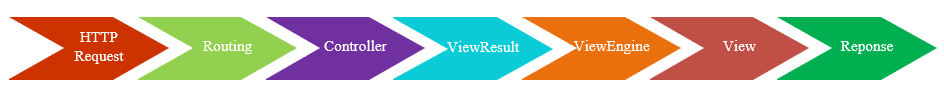 HTTP
Request
Routing
Controller
ViewResult
ViewEngine
View
Reponse